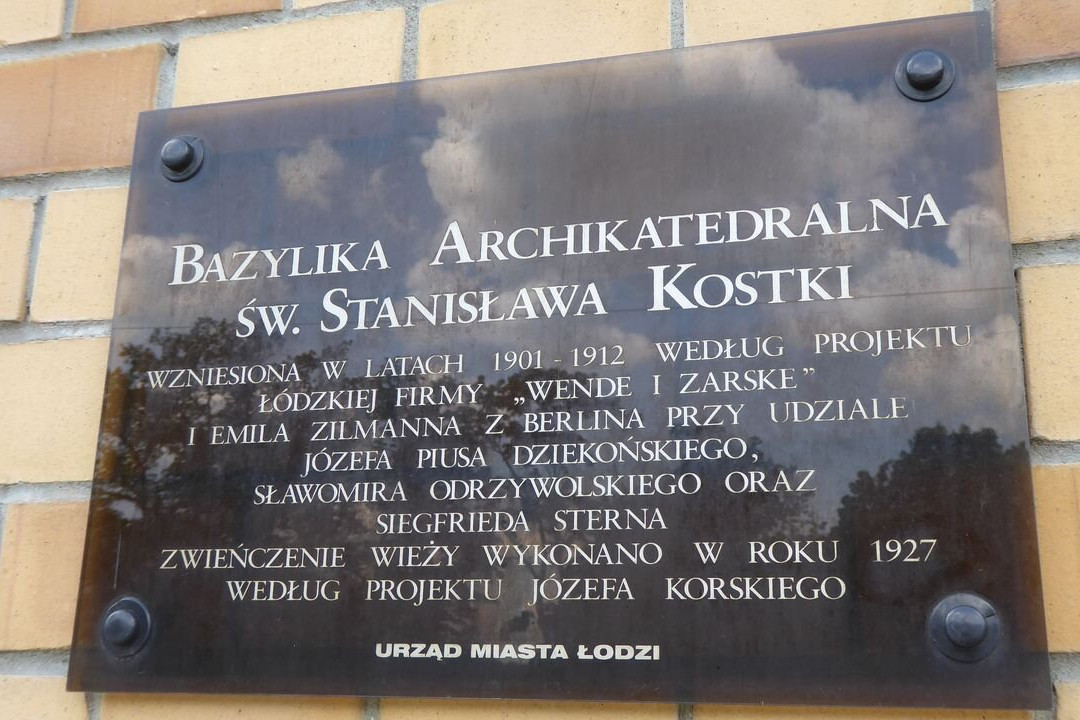 BAZYLIKA ARCHIKATEDRALNA
ŚW. STANISŁAWA KOSTKI
WZNIESIONA W LATACH 1901-1912 WEDŁUG PROJEKTU
ŁÓDZKIEJ FIRMY „WENDE I ZARSKE”
I EMILA ZILMANNA Z BERLINA PRZY UDZIALE
JÓZEFA PIUSA DZIEKOŃSKIEGO,
SŁAWOMIRA ODRZYWOLSKIEGO ORAZ
SIEGFRIEDA STERNA
ZWIEŃCZENIE WIEŻY WYKONANO W ROKU 1927
WEDŁUG PROJEKTU JÓZEFA KORSKIEGO
URZĄD MIASTA ŁODZI